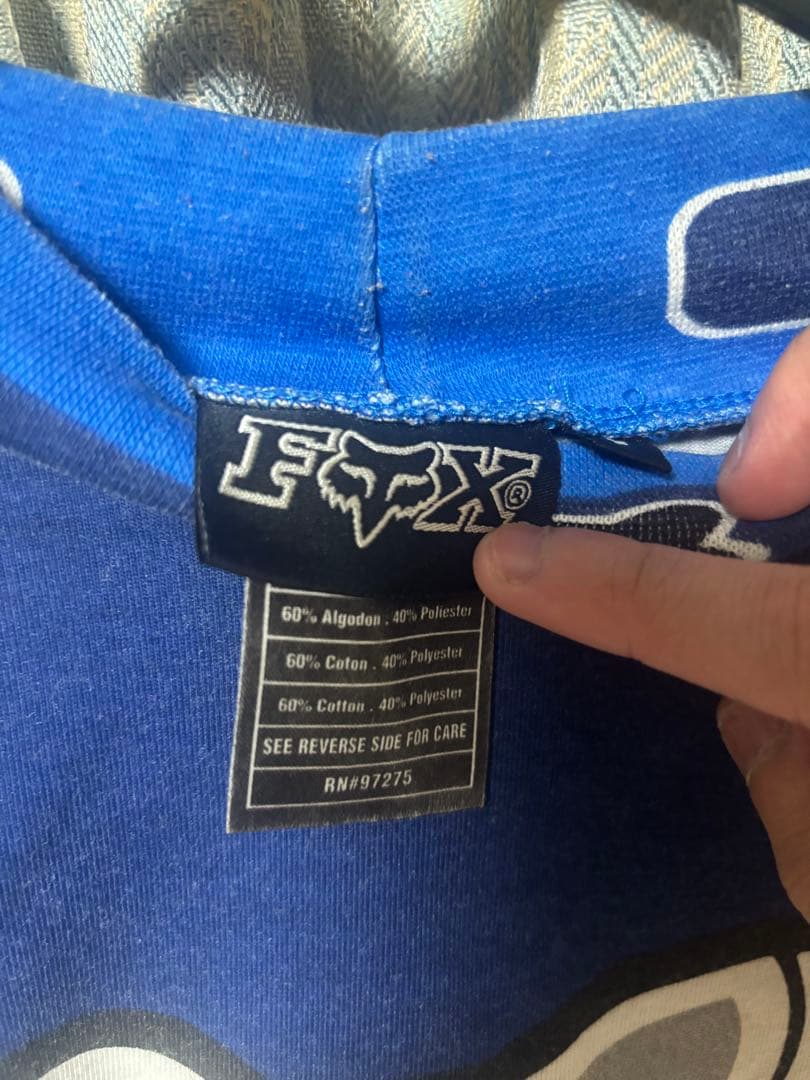 FOX®
60% Algodon . 40% Poliester
60% Coton . 40% Polyester
60% Cotton . 40% Polyester
SEE REVERSE SIDE FOR CARE
RN#97275